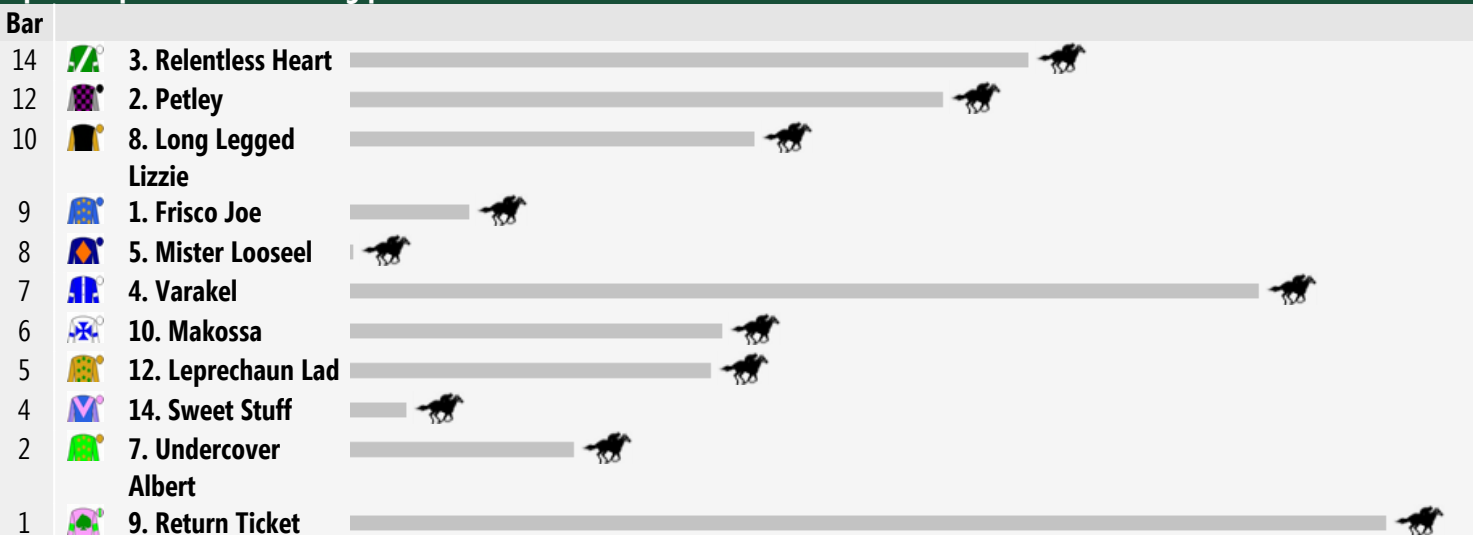 Bar
14 3. Relentless Heart
12 2. Petley
10 8. Long Legged
Lizzie
9 1. Frisco Joe
8 5. Mister Looseel
7 4. Varakel
6 10. Makossa
5 12. Leprechaun Lad
4 14. Sweet Stuff
2 7. Undercover
Albert
1 9. Return Ticket